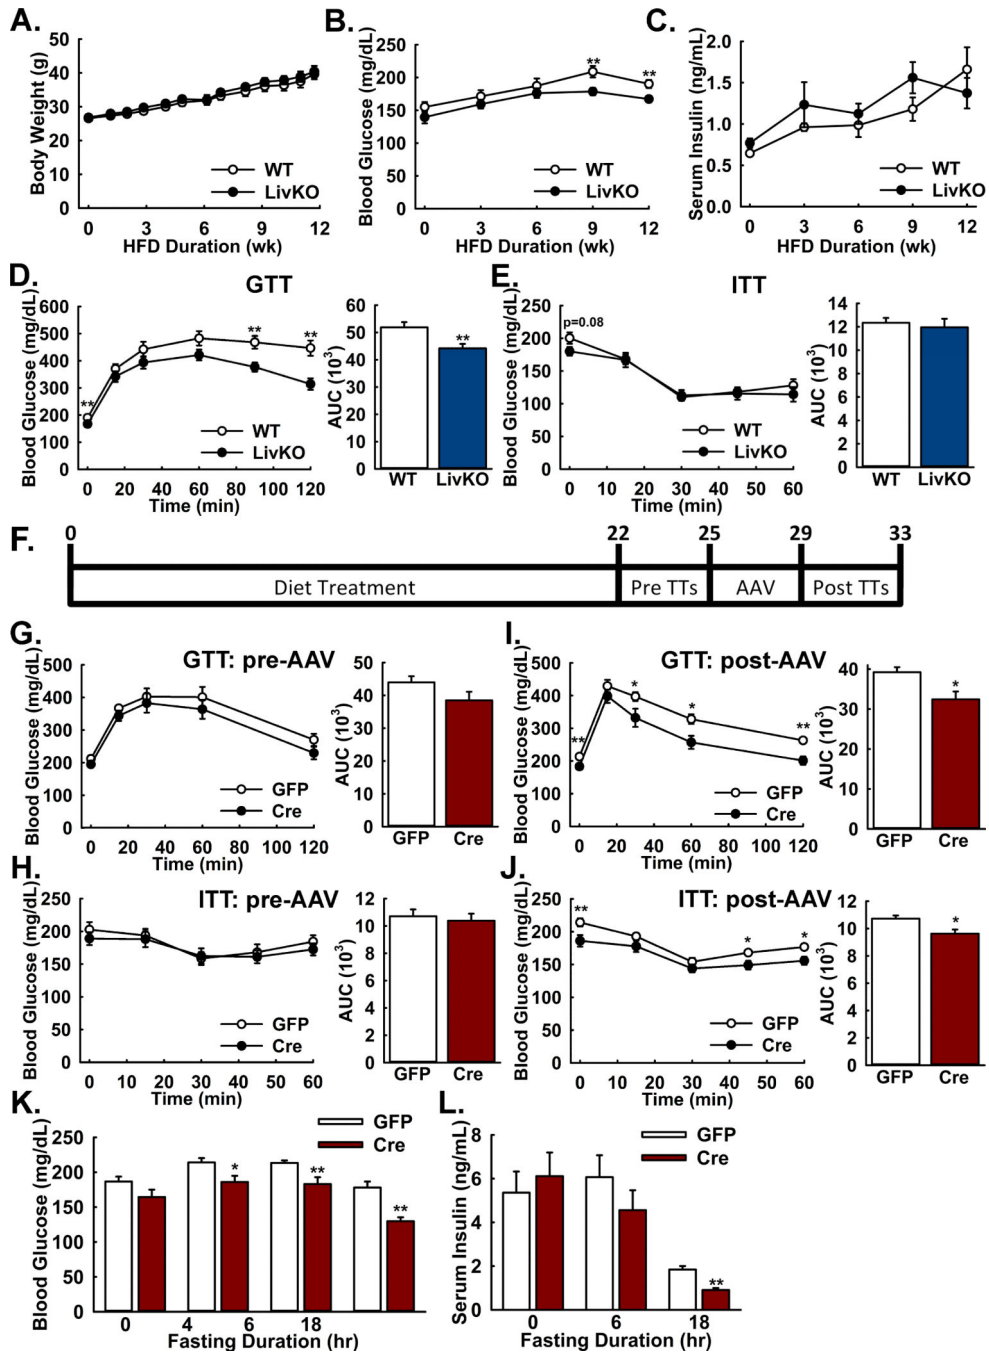 A.
Body Weight (g)
50
40
30
20
10
0
WT
LivKO
0 3 6 9 12
HFD Duration (wk)
B.
Blood Glucose (mg/dL)
250
200
150
100
50
0
** **
WT
LivKO
0 3 6 9 12
HFD Duration (wk)
C.
Serum Insulin (ng/mL)
2.0
1.5
1.0
0.5
0.0
WT
LivKO
0 3 6 9 12
HFD Duration (wk)
D.
GTT
Blood Glucose (mg/dL)
600
500
400
300
200
100
0
** ** **
WT
LivKO
0 20 40 60 80 100 120
Time (min)
AUC (10³)
60
50
40
30
20
10
0
**
WT LivKO
E.
ITT
Blood Glucose (mg/dL)
250
200
150
100
50
0
p=0.08
WT
LivKO
0 10 20 30 40 50 60
Time (min)
AUC (10³)
14
12
10
8
6
4
2
0
WT LivKO
F.
0 22 25 29 33
Diet Treatment Pre TTs AAV Post TTs
G.
GTT: pre-AAV
Blood Glucose (mg/dL)
500
400
300
200
100
0
GFP
Cre
0 20 40 60 80 100 120
Time (min)
AUC (10³)
50
40
30
20
10
0
GFP Cre
I.
GTT: post-AAV
Blood Glucose (mg/dL)
500
400
300
200
100
0
** * * **
GFP
Cre
0 20 40 60 80 100 120
Time (min)
AUC (10³)
40
30
20
10
0
*
GFP Cre
H.
ITT: pre-AAV
Blood Glucose (mg/dL)
250
200
150
100
50
0
GFP
Cre
0 10 20 30 40 50 60
Time (min)
AUC (10³)
12
10
8
6
4
2
0
GFP Cre
J.
ITT: post-AAV
Blood Glucose (mg/dL)
250
200
150
100
50
0
** * *
GFP
Cre
0 10 20 30 40 50 60
Time (min)
AUC (10³)
12
10
8
6
4
2
0
*
GFP Cre
K.
Blood Glucose (mg/dL)
250
200
150
100
50
0
GFP
Cre
* ** **
0 4 6 18
Fasting Duration (hr)
L.
Serum Insulin (ng/mL)
8
6
4
2
0
GFP
Cre
**
0 6 18
Fasting Duration (hr)